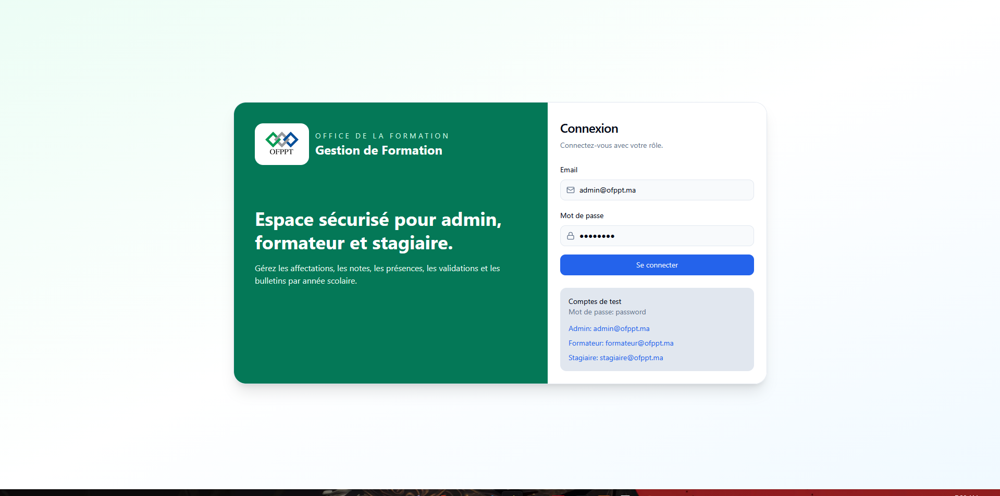 OFPPT
OFFICE DE LA FORMATION
Gestion de Formation
Espace sécurisé pour admin,
formateur et stagiaire.
Gérez les affectations, les notes, les présences, les validations et les
bulletins par année scolaire.
Connexion
Connectez-vous avec votre rôle.
Email
admin@ofppt.ma
Mot de passe
••••••••
Se connecter
Comptes de test
Mot de passe: password
Admin: admin@ofppt.ma
Formateur: formateur@ofppt.ma
Stagiaire: stagiaire@ofppt.ma